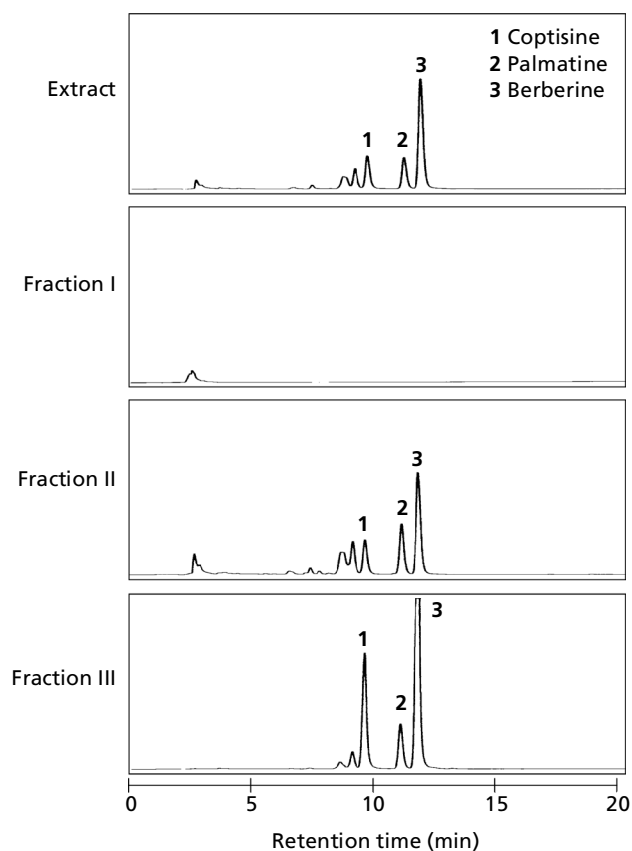 1 Coptisine
2 Palmatine
3 Berberine
Extract
1
2
3
Fraction I
Fraction II
1
2
3
Fraction III
1
2
3
0
5
10
15
20
Retention time (min)